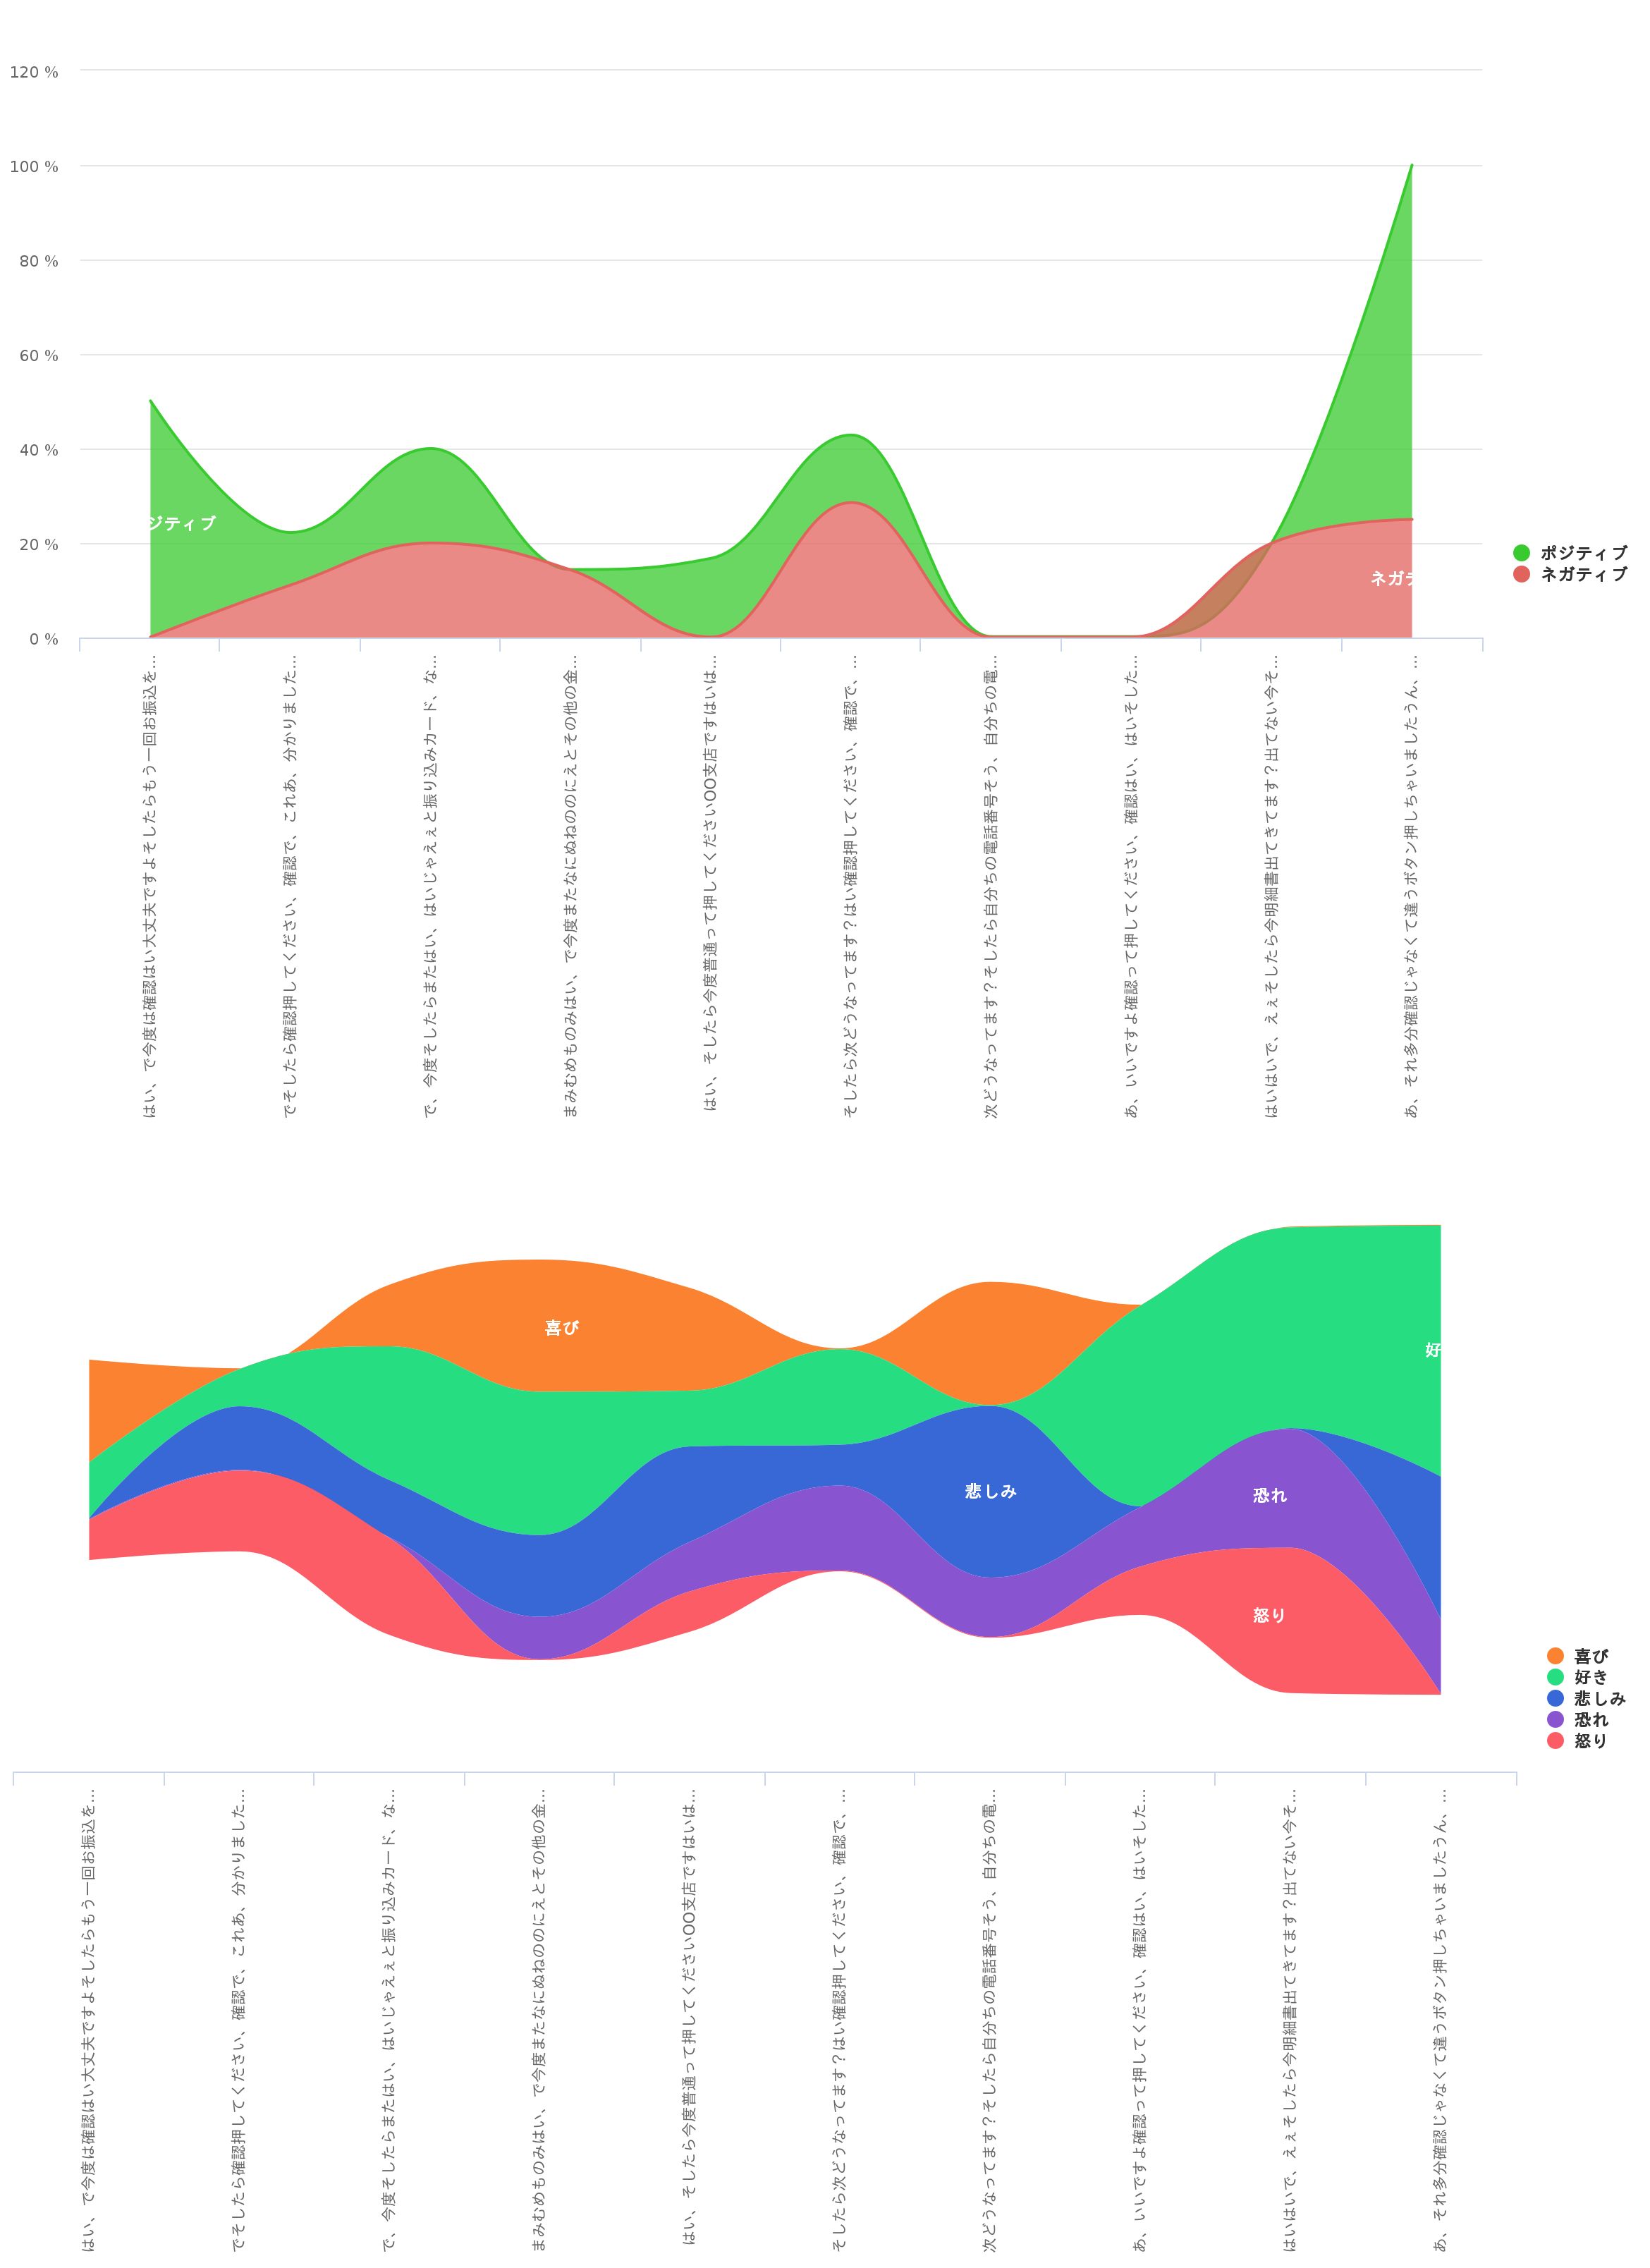 120 %
100 %
80 %
60 %
40 %
20 %
0 %
ジティブ
ネガテ
ポジティブ
ネガティブ
はい、で今度は確認はい大丈夫ですよそしたらもう一回お振込を…
でそしたら確認押してください、確認で、これあ、分かりました…
で、今度そしたらまたはい、はいじゃえぇと振り込みカード、な…
まみむめものみはい、で今度またなにぬねののにえとその他の金…
はい、そしたら今度普通って押してください〇〇支店ですはいは…
そしたら次どうなってます？はい確認押してください、確認で、…
次どうなってます？そしたら自分ちの電話番号そう、自分ちの電…
あ、いいですよ確認って押してください、確認はい、はいそした…
はいはいで、えぇそしたら今明細書出てきてます？出てない今そ…
あ、それ多分確認じゃなくて違うボタン押しちゃいましたうん、…
喜び
好
悲しみ
恐れ
怒り
喜び
好き
悲しみ
恐れ
怒り
はい、で今度は確認はい大丈夫ですよそしたらもう一回お振込を…
でそしたら確認押してください、確認で、これあ、分かりました…
で、今度そしたらまたはい、はいじゃえぇと振り込みカード、な…
まみむめものみはい、で今度またなにぬねののにえとその他の金…
はい、そしたら今度普通って押してください〇〇支店ですはいは…
そしたら次どうなってます？はい確認押してください、確認で、…
次どうなってます？そしたら自分ちの電話番号そう、自分ちの電…
あ、いいですよ確認って押してください、確認はい、はいそした…
はいはいで、えぇそしたら今明細書出てきてます？出てない今そ…
あ、それ多分確認じゃなくて違うボタン押しちゃいましたうん、…